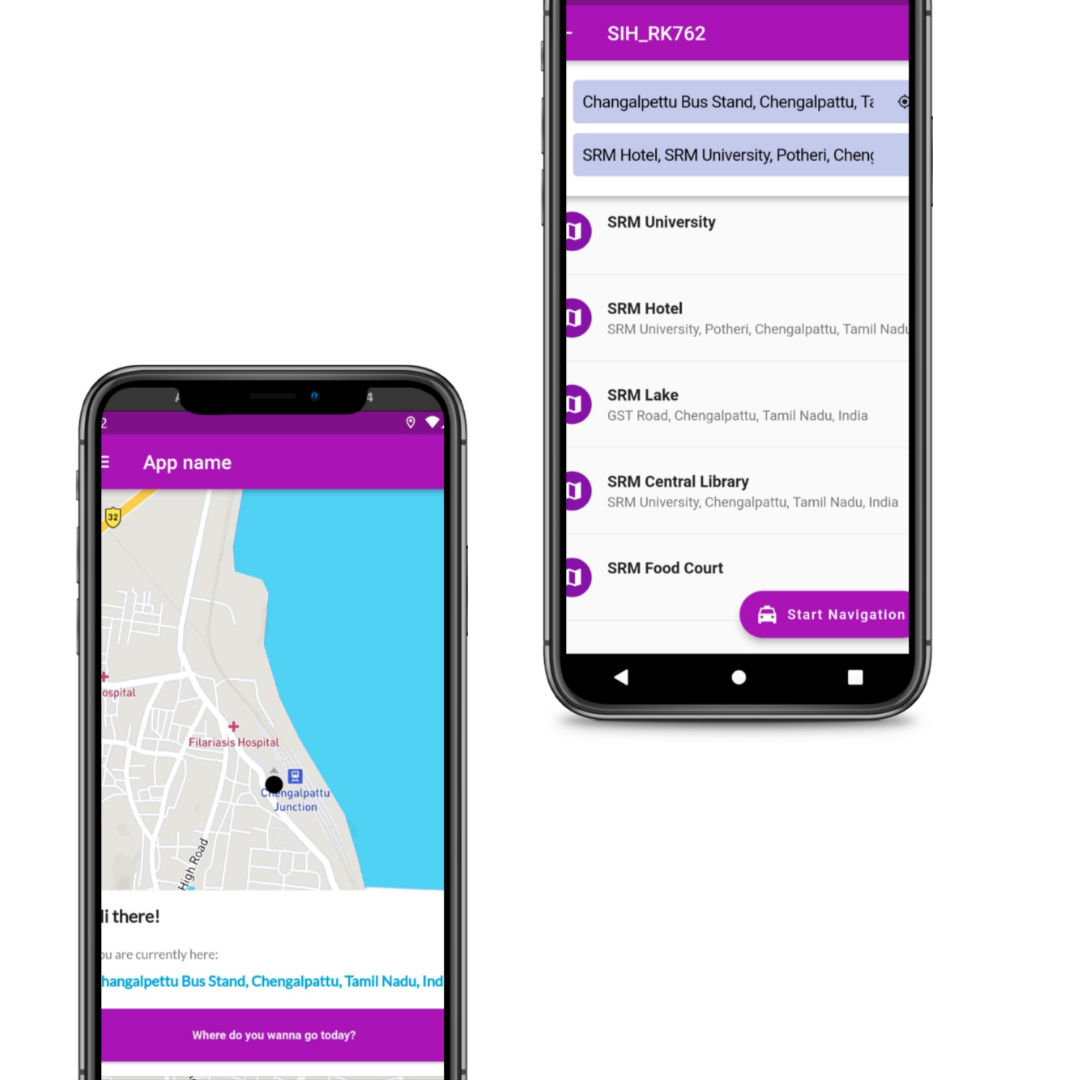 SIH_RK762
Changalpettu Bus Stand, Chengalpattu, Ta
SRM Hotel, SRM University, Potheri, Cheng
SRM University
SRM Hotel
SRM University, Potheri, Chengalpattu, Tamil Nadu
SRM Lake
GST Road, Chengalpattu, Tamil Nadu, India
SRM Central Library
SRM University, Chengalpattu, Tamil Nadu, India
SRM Food Court
Start Navigation
App name
32
ospital
Filariasis Hospital
Chengalpattu
Junction
High Road
Hi there!
ou are currently here:
hangalpettu Bus Stand, Chengalpattu, Tamil Nadu, Ind
Where do you wanna go today?